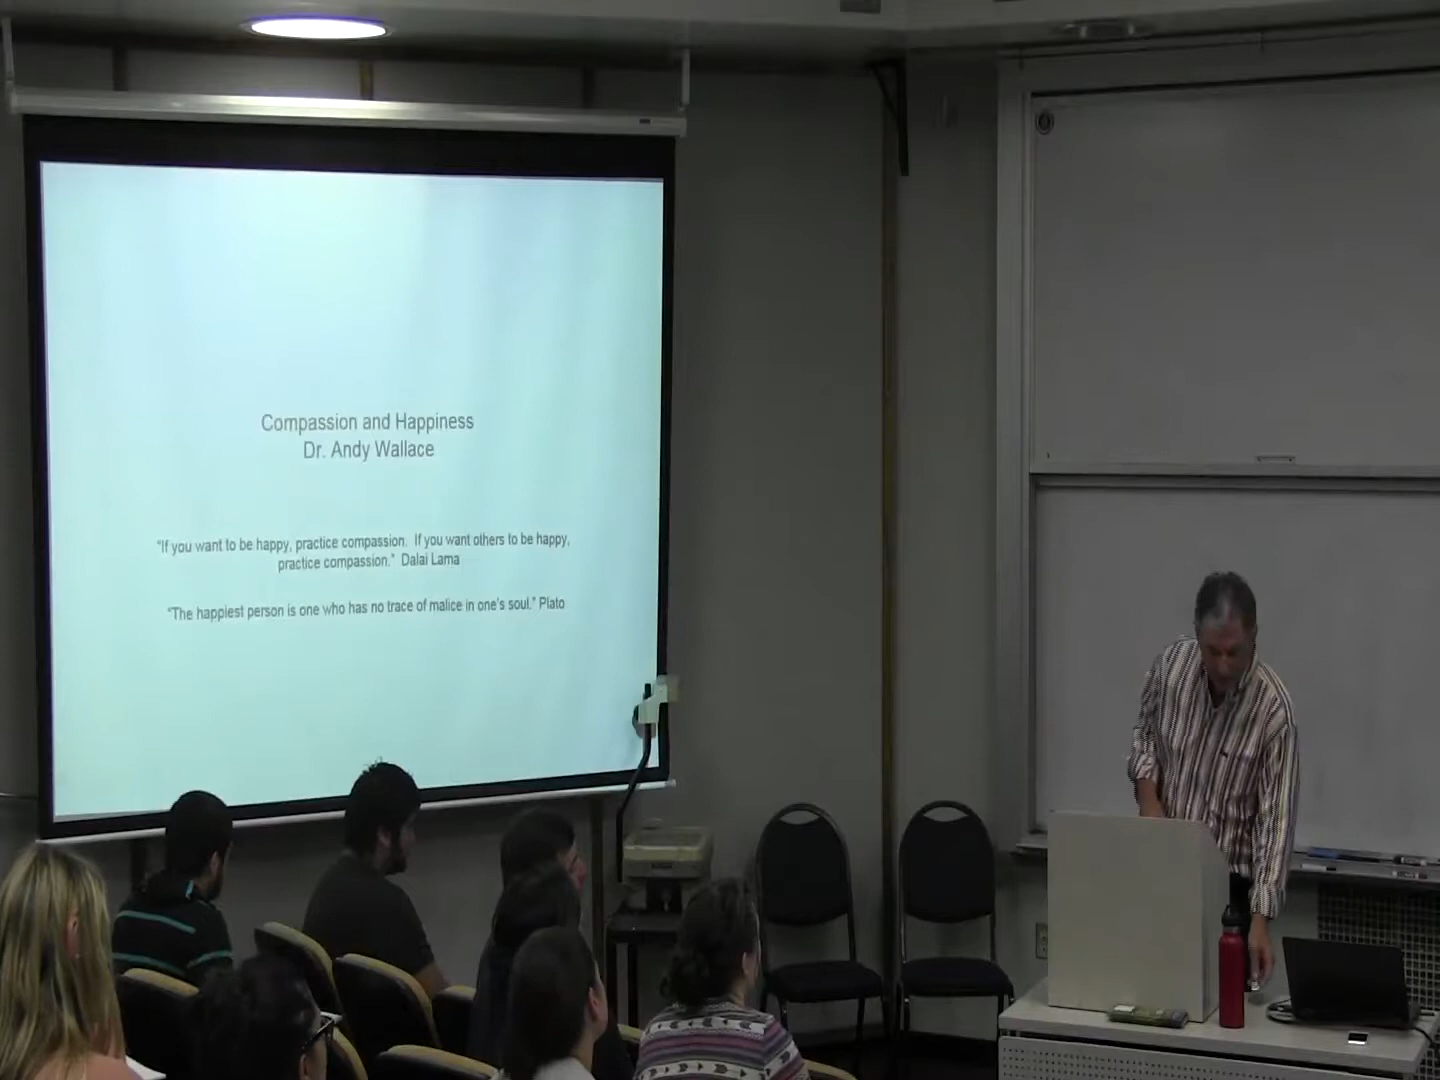 Compassion and Happiness
Dr. Andy Wallace
“If you want to be happy, practice compassion. If you want others to be happy,
practice compassion.” Dalai Lama
“The happiest person is one who has no trace of malice in one’s soul.” Plato